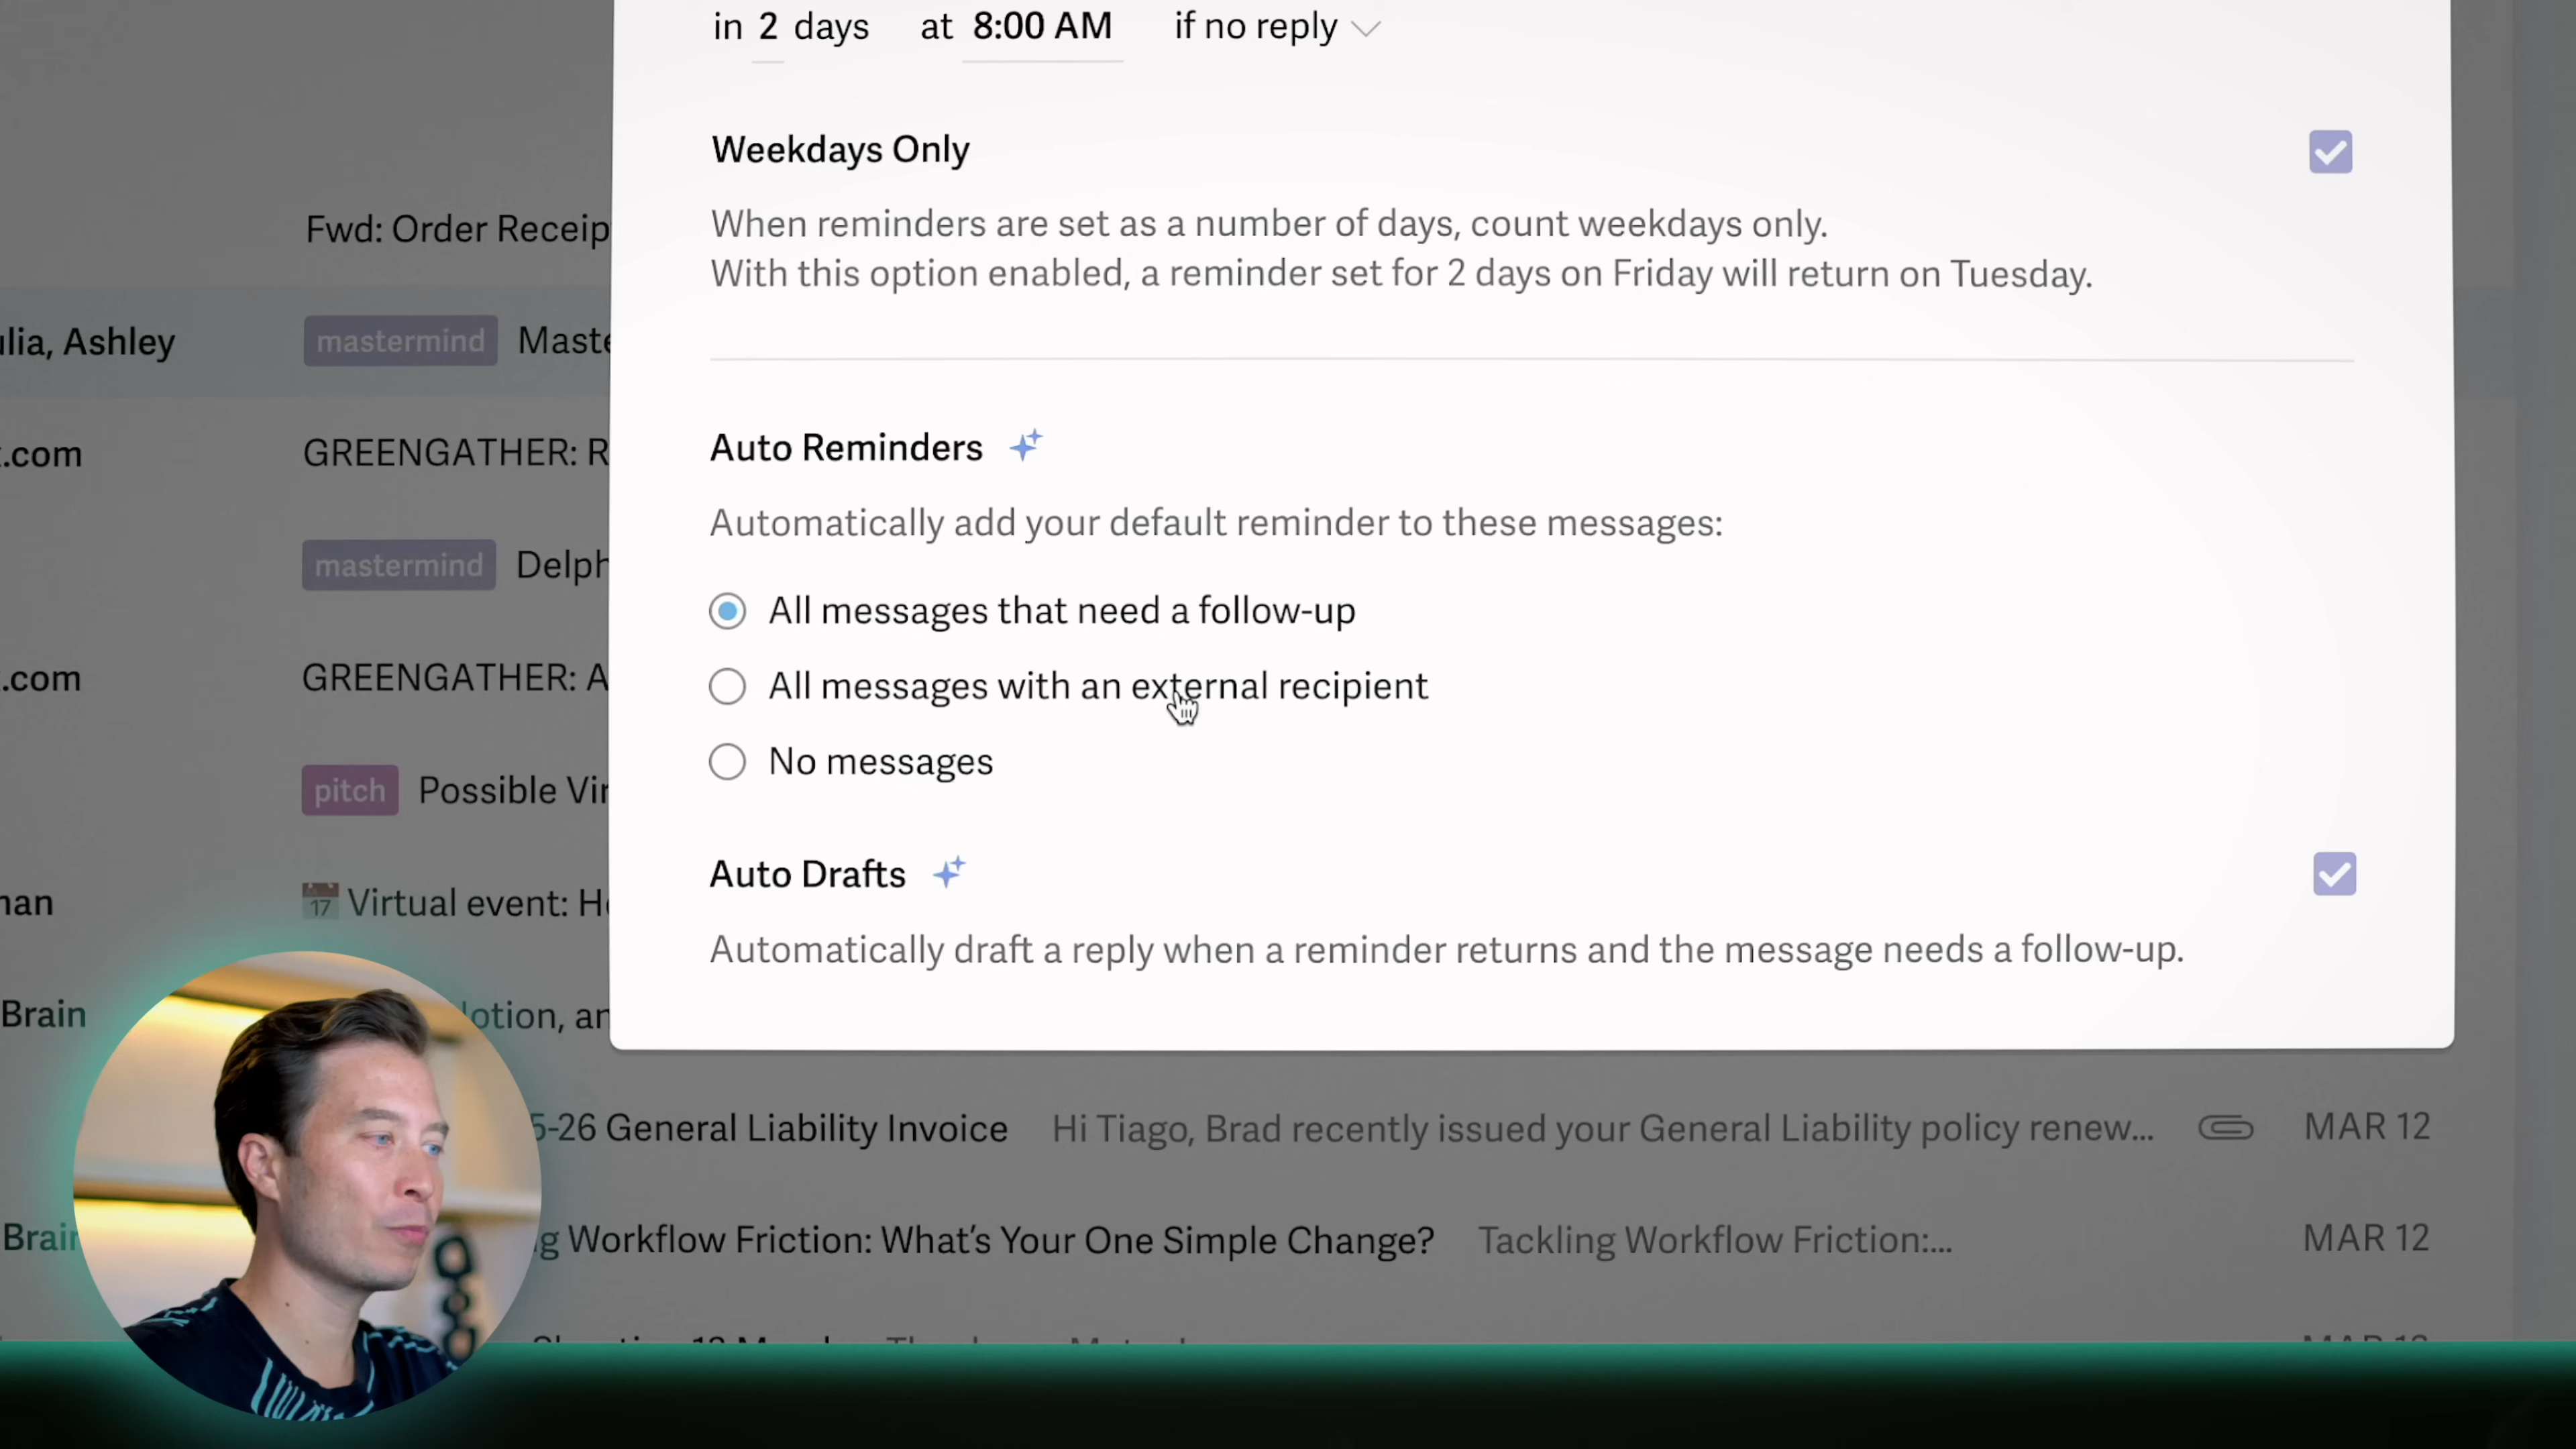 in 2 days at 8:00 AM if no reply
Weekdays Only
When reminders are set as a number of days, count weekdays only.
With this option enabled, a reminder set for 2 days on Friday will return on Tuesday.
Auto Reminders
Automatically add your default reminder to these messages:
All messages that need a follow-up
All messages with an external recipient
No messages
Auto Drafts
Automatically draft a reply when a reminder returns and the message needs a follow-up.
Fwd: Order Receip
lia, Ashley mastermind Maste
.com GREENGATHER: R
mastermind Delph
.com GREENGATHER: A
pitch Possible Vir
man 17 Virtual event: H
Brain otion, an
5-26 General Liability Invoice Hi Tiago, Brad recently issued your General Liability policy renew... MAR 12
Brain g Workflow Friction: What's Your One Simple Change? Tackling Workflow Friction:... MAR 12